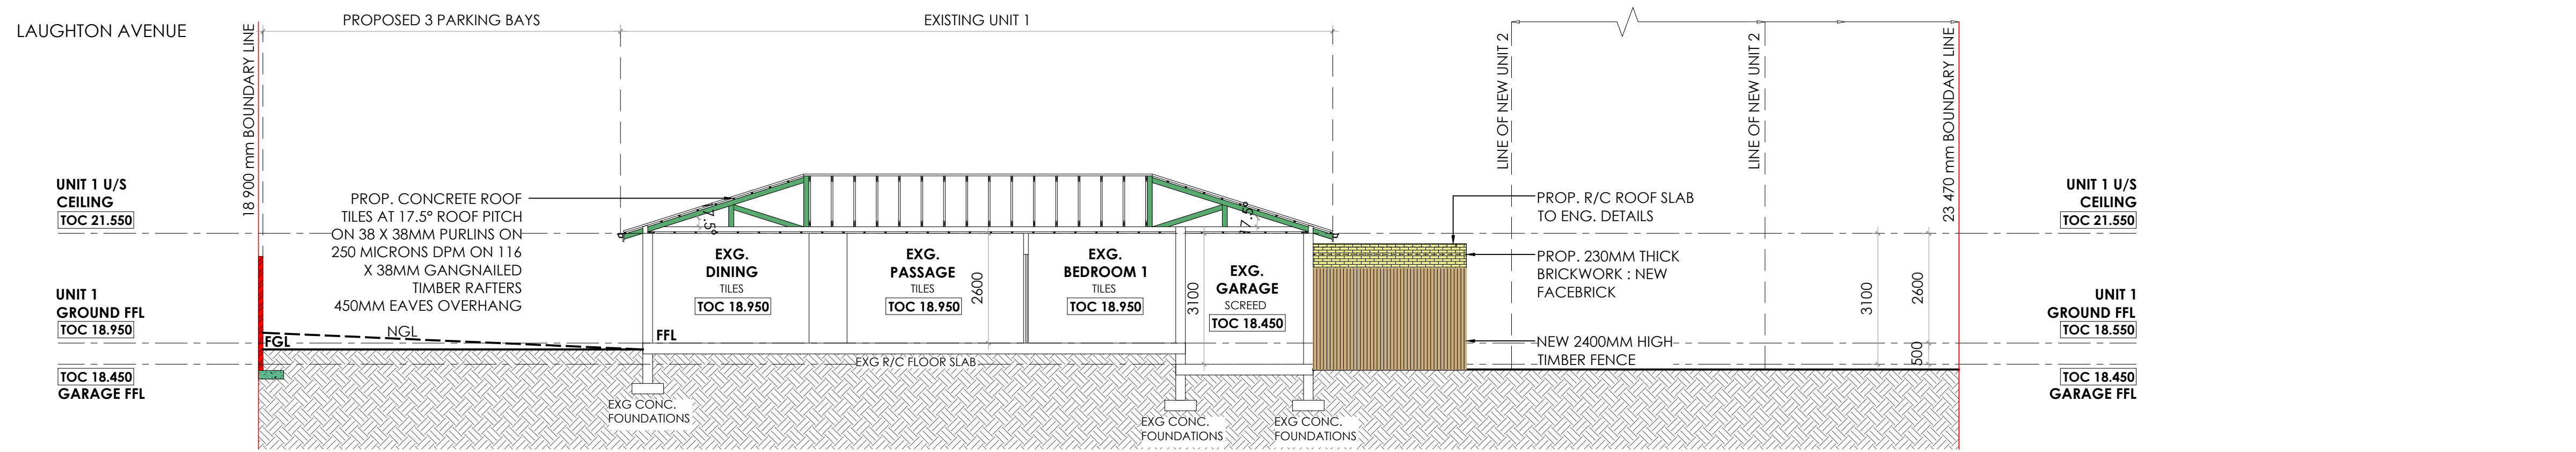 LAUGHTON AVENUE
PROPOSED 3 PARKING BAYS
EXISTING UNIT 1
18 900 mm BOUNDARY LINE
LINE OF NEW UNIT 2
LINE OF NEW UNIT 2
23 470 mm BOUNDARY LINE
UNIT 1 U/S
CEILING
TOC 21.550
UNIT 1
GROUND FFL
TOC 18.950
TOC 18.450
GARAGE FFL
PROP. CONCRETE ROOF
TILES AT 17.5° ROOF PITCH
ON 38 X 38MM PURLINS ON
250 MICRONS DPM ON 116
X 38MM GANGNAILED
TIMBER RAFTERS
450MM EAVES OVERHANG
NGL
FGL
17.5°
17.5°
EXG.
DINING
TILES
TOC 18.950
EXG.
PASSAGE
TILES
TOC 18.950
2600
EXG.
BEDROOM 1
TILES
TOC 18.950
3100
EXG.
GARAGE
SCREED
TOC 18.450
FFL
EXG R/C FLOOR SLAB
EXG CONC.
FOUNDATIONS
EXG CONC.
FOUNDATIONS
EXG CONC.
FOUNDATIONS
PROP. R/C ROOF SLAB
TO ENG. DETAILS
PROP. 230MM THICK
BRICKWORK : NEW
FACEBRICK
NEW 2400MM HIGH
TIMBER FENCE
3100
2600
500
UNIT 1 U/S
CEILING
TOC 21.550
UNIT 1
GROUND FFL
TOC 18.550
TOC 18.450
GARAGE FFL